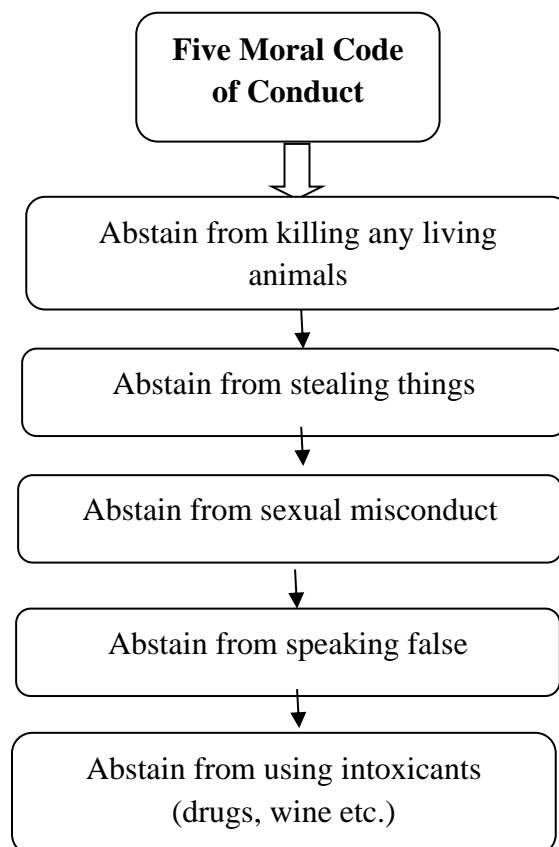 Five Moral Code
of Conduct
Abstain from killing any living
animals
Abstain from stealing things
Abstain from sexual misconduct
Abstain from speaking false
Abstain from using intoxicants
(drugs, wine etc.)